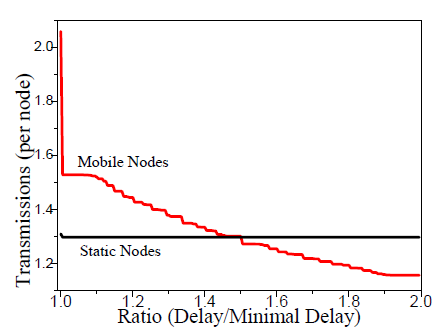 Transmissions (per node)
2.0
1.8
1.6
1.4
1.2
Mobile Nodes
Static Nodes
1.0 1.2 1.4 1.6 1.8 2.0
Ratio (Delay/Minimal Delay)